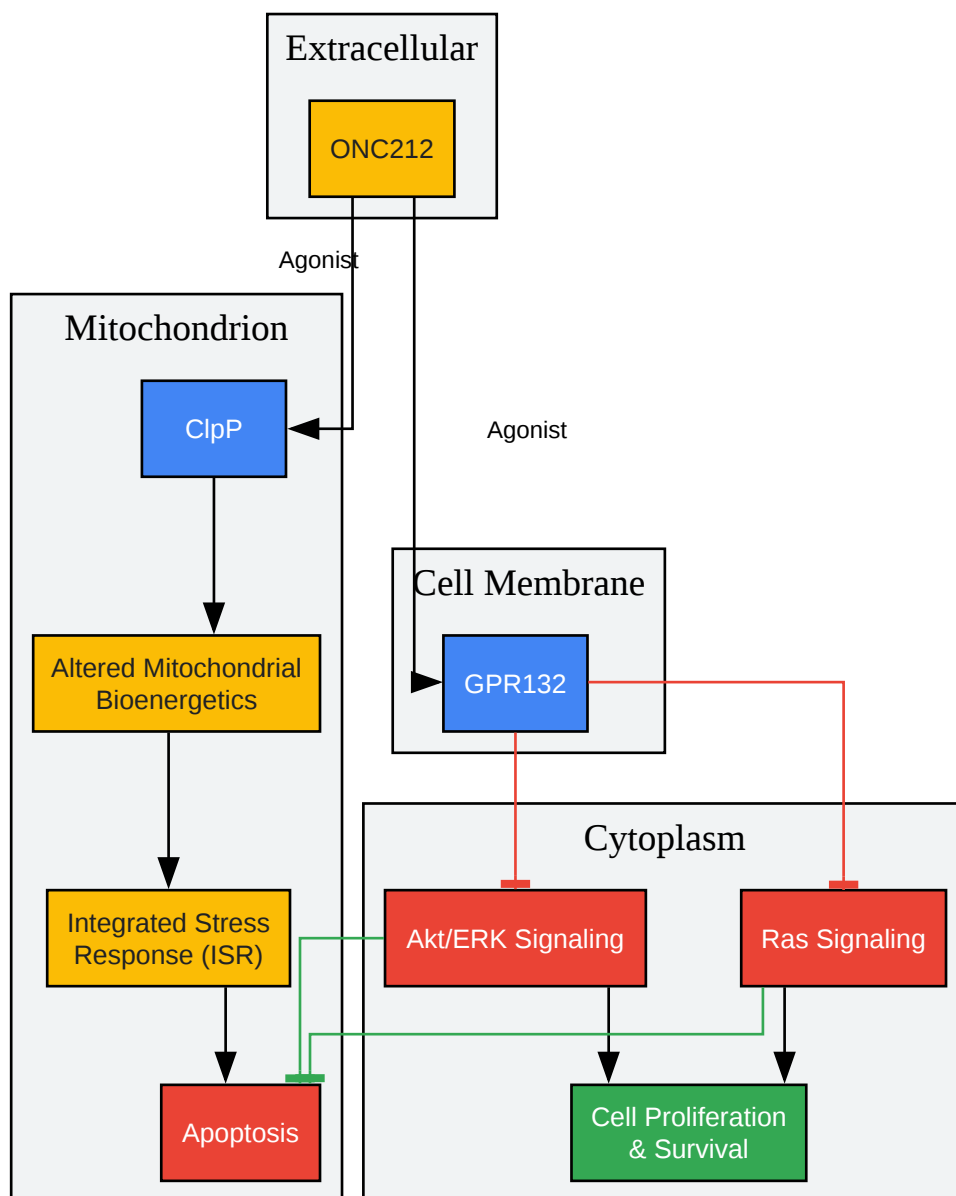 Extracellular
ONC212
Agonist
Mitochondrion
ClpP
Agonist
Cell Membrane
GPR132
Altered Mitochondrial
Bioenergetics
Cytoplasm
Integrated Stress
Response (ISR)
Akt/ERK Signaling
Ras Signaling
Apoptosis
Cell Proliferation
& Survival